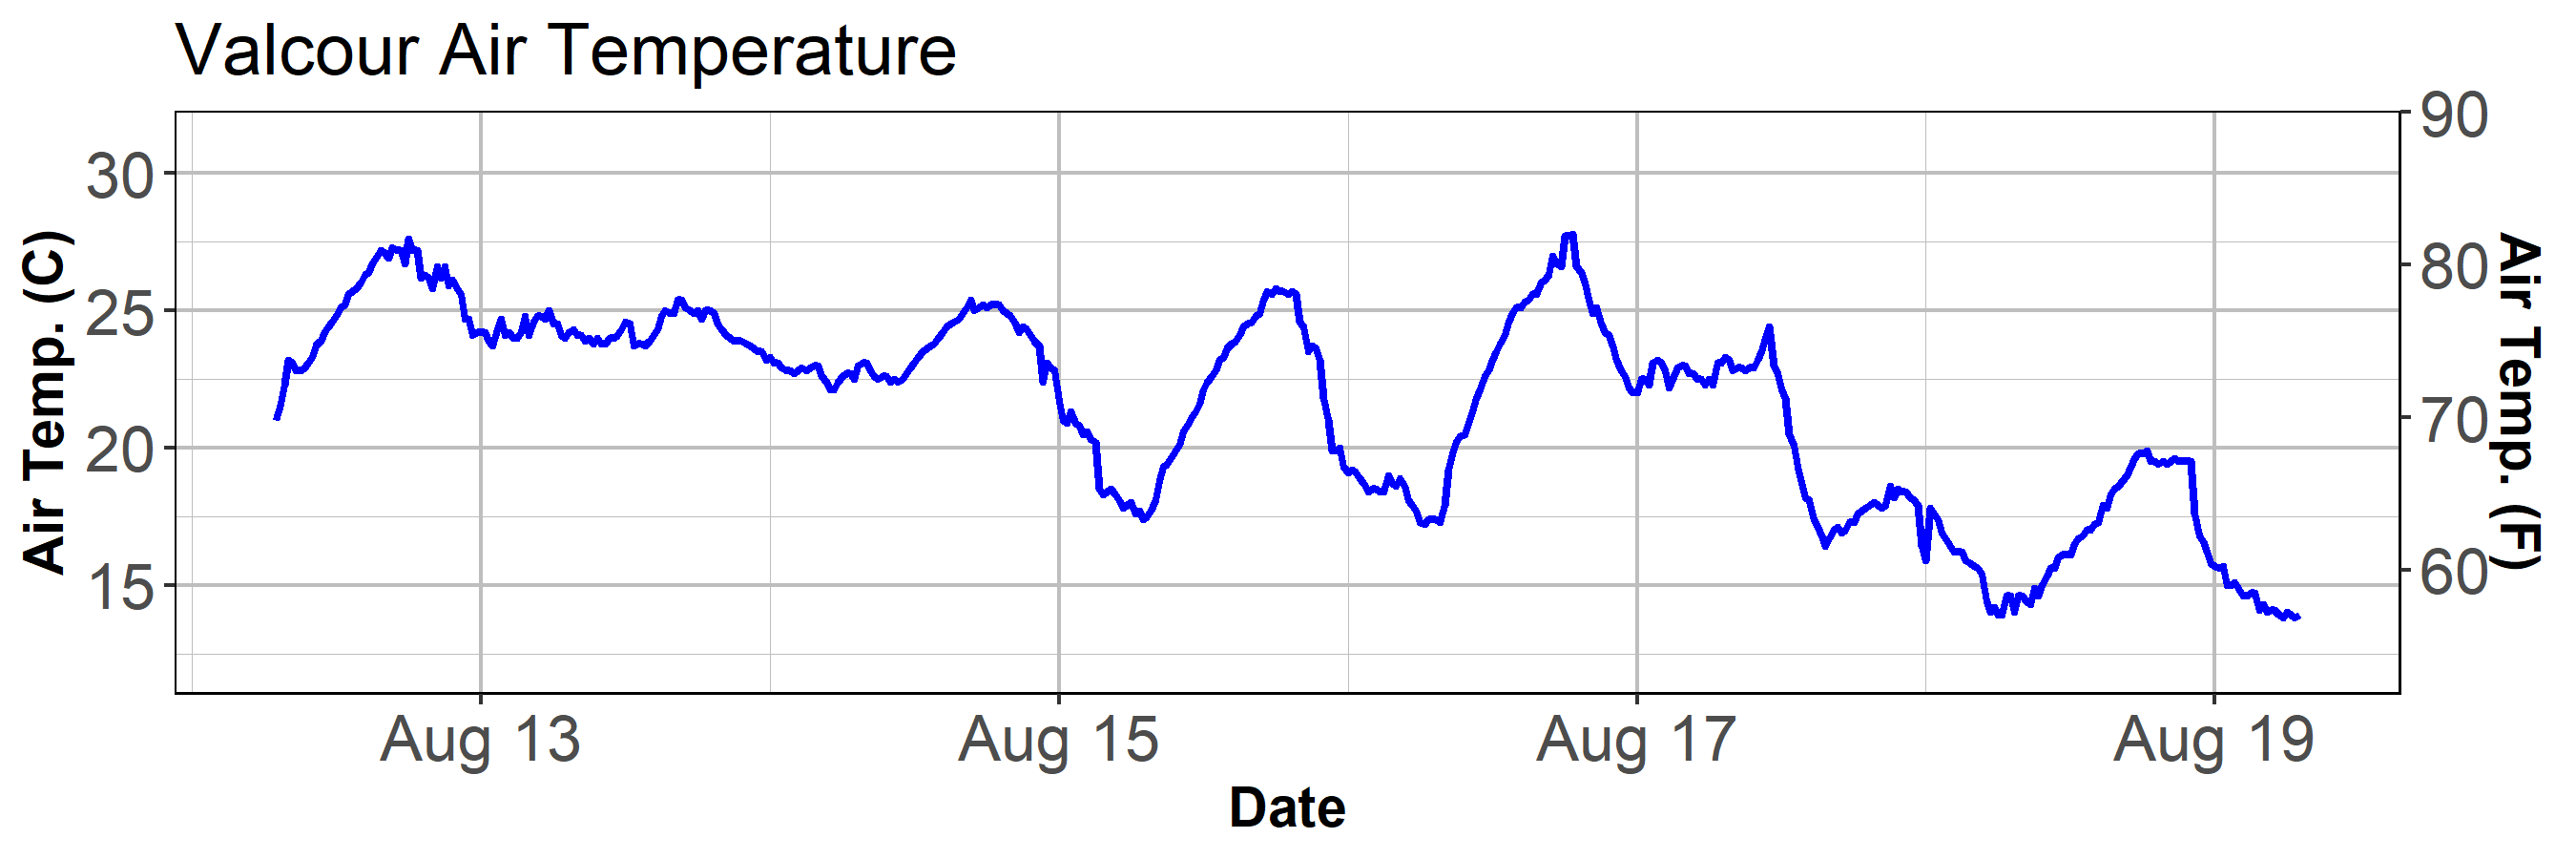 Valcour Air Temperature
Air Temp. (C)
30
25
20
15
90
80
70
60
Air Temp. (F)
Aug 13 Aug 15 Aug 17 Aug 19
Date